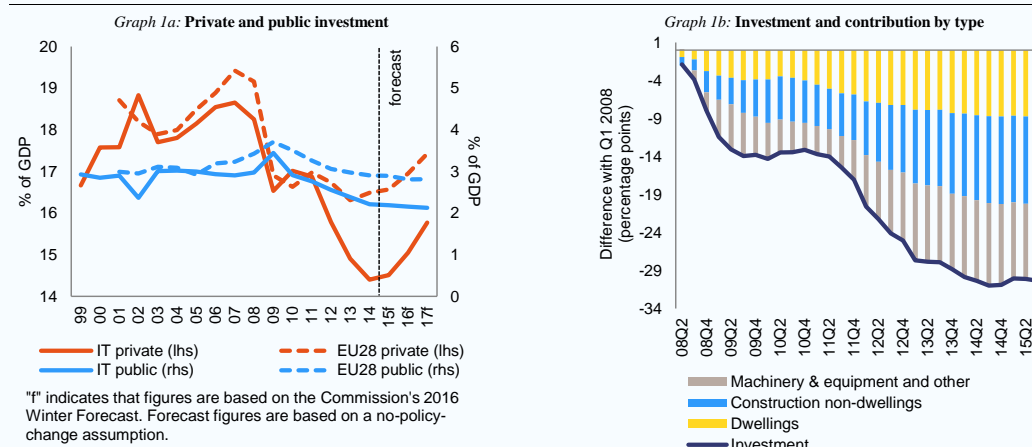 Graph 1a: Private and public investment
20
19
18
17
16
15
14
% of GDP
6
5
4
3
2
1
0
% of GDP
forecast
99
00
01
02
03
04
05
06
07
08
09
10
11
12
13
14
15f
16f
17f
IT private (lhs)
EU28 private (lhs)
IT public (rhs)
EU28 public (rhs)
"f" indicates that figures are based on the Commission's 2016
Winter Forecast. Forecast figures are based on a no-policy-
change assumption.
Graph 1b: Investment and contribution by type
1
-4
-9
-14
-19
-24
-29
-34
Difference with Q1 2008
(percentage points)
08Q2
08Q4
09Q2
09Q4
10Q2
10Q4
11Q2
11Q4
12Q2
12Q4
13Q2
13Q4
14Q2
14Q4
15Q2
Machinery & equipment and other
Construction non-dwellings
Dwellings
Investment